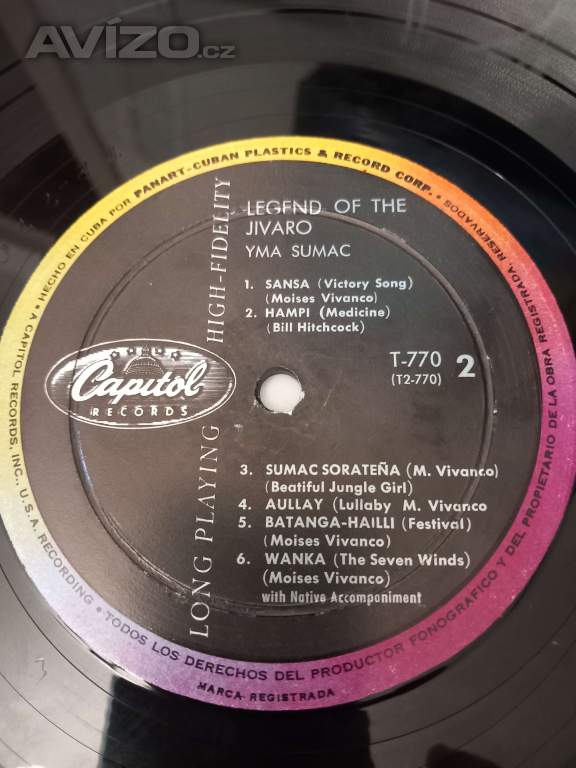 AVÍZO.cz
HECHO EN CUBA POR PANART-CUBAN PLASTICS & RECORD CORP.
LEGEND OF THE
JIVARO
YMA SUMAC
1. SANSA (Victory Song)
(Moises Vivanco)
2. HAMPI (Medicine)
(Bill Hitchcock)
T-770 2
(T2-770)
Capitol
RECORDS
LONG PLAYING HIGH-FIDELITY
3. SUMAC SORATEÑA (M. Vivanco)
(Beatiful Jungle Girl)
4. AULLAY (Lullaby M. Vivanco
5. BATANGA-HAILLI (Festival)
(Moises Vivanco)
6. WANKA (The Seven Winds)
(Moises Vivanco)
with Native Accompaniment
• A CAPITOL RECORDS, INC., U.S.A. RECORDING • TODOS LOS DERECHOS DEL PRODUCTOR FONOGRAFICO Y DEL PROPIETARIO DE LA OBRA REGISTRADA, RESERVADOS
MARCA REGISTRADA